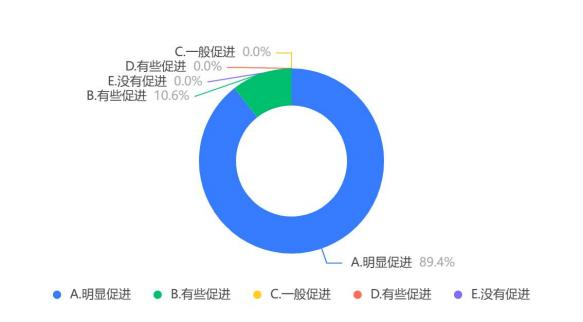 C.一般促进 0.0%
D.有些促进 0.0%
E.没有促进 0.0%
B.有些促进 10.6%
A.明显促进 89.4%
A.明显促进 B.有些促进 C.一般促进 D.有些促进 E.没有促进